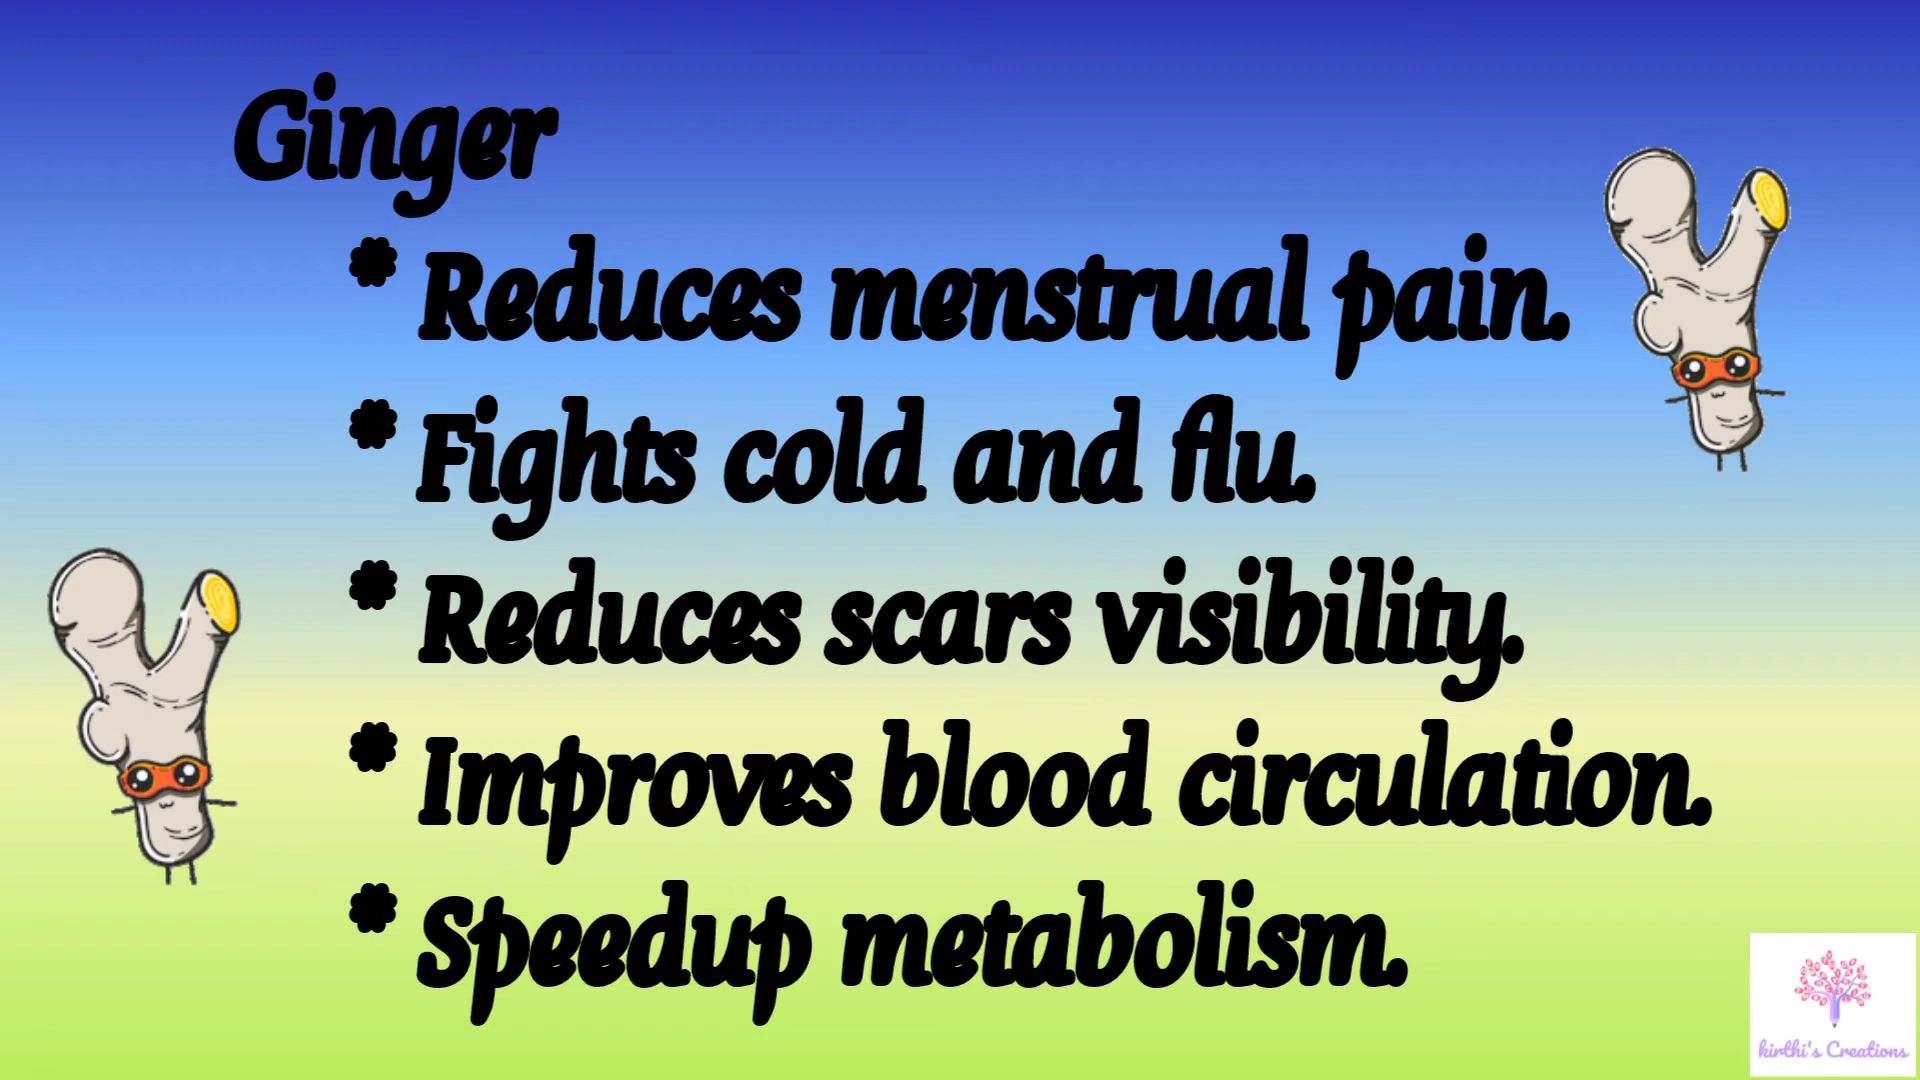 Ginger
* Reduces menstrual pain.
* Fights cold and flu.
* Reduces scars visibility.
* Improves blood circulation.
* Speedup metabolism.
kirthi's Creations